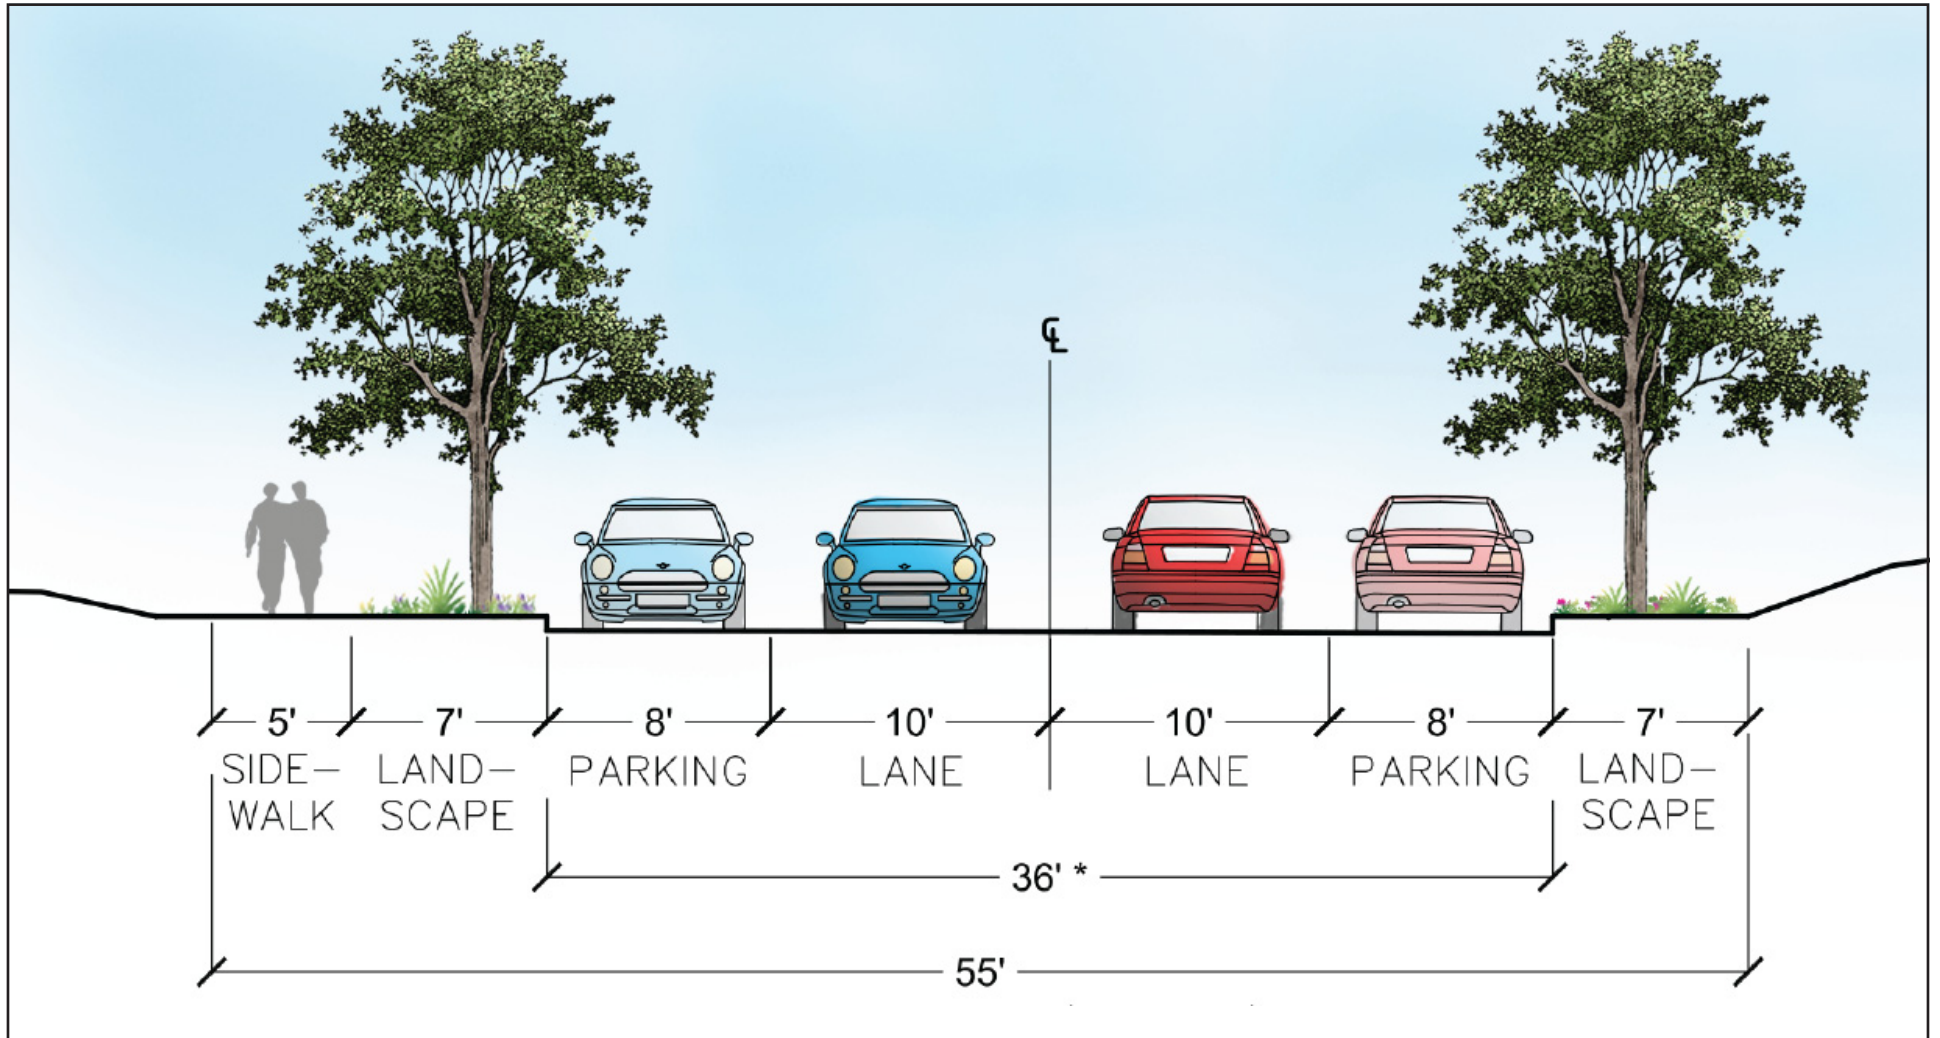 ℄
5' 7' 8' 10' 10' 8' 7'
SIDE- LAND- PARKING LANE LANE PARKING LAND-
WALK SCAPE SCAPE
36' *
55'